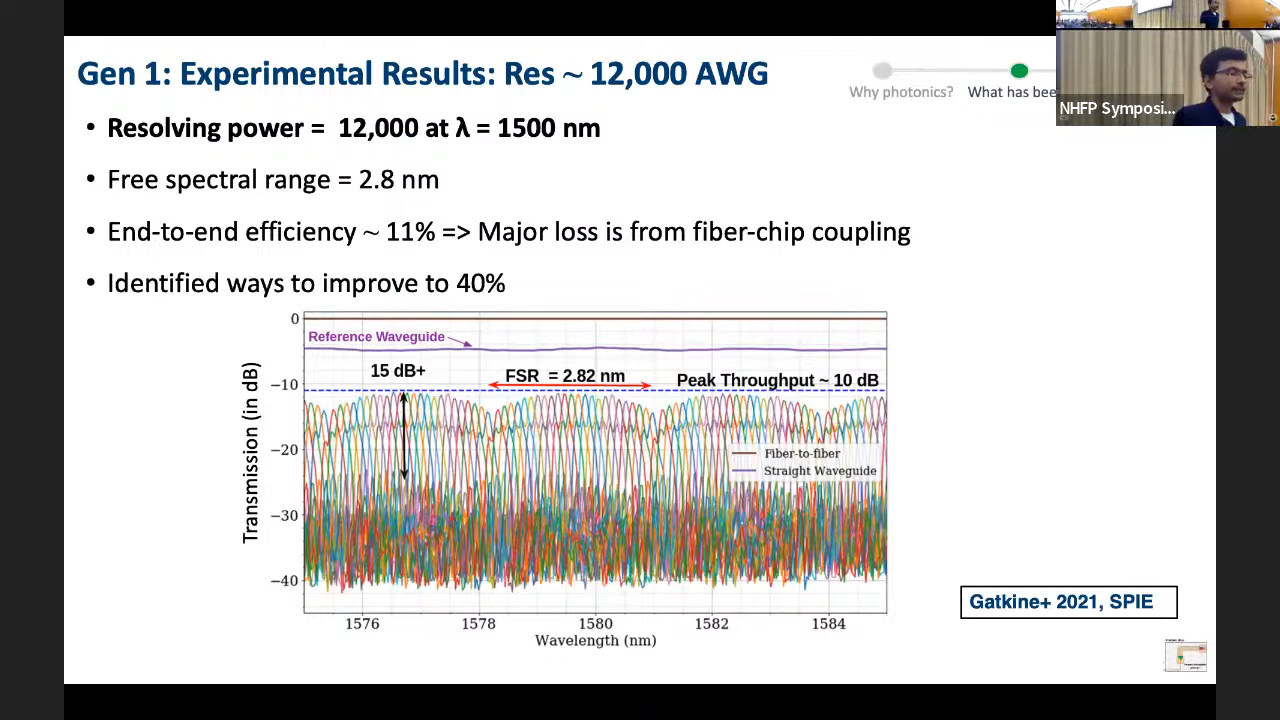 Gen 1: Experimental Results: Res ~ 12,000 AWG
Why photonics?
What has bee
NHFP Symposi...
• Resolving power = 12,000 at λ = 1500 nm
• Free spectral range = 2.8 nm
• End-to-end efficiency ~ 11% => Major loss is from fiber-chip coupling
• Identified ways to improve to 40%
Transmission (in dB)
0
−10
−20
−30
−40
Reference Waveguide
15 dB+
FSR = 2.82 nm
Peak Throughput ~ 10 dB
Fiber-to-fiber
Straight Waveguide
1576
1578
1580
1582
1584
Wavelength (nm)
Gatkine+ 2021, SPIE